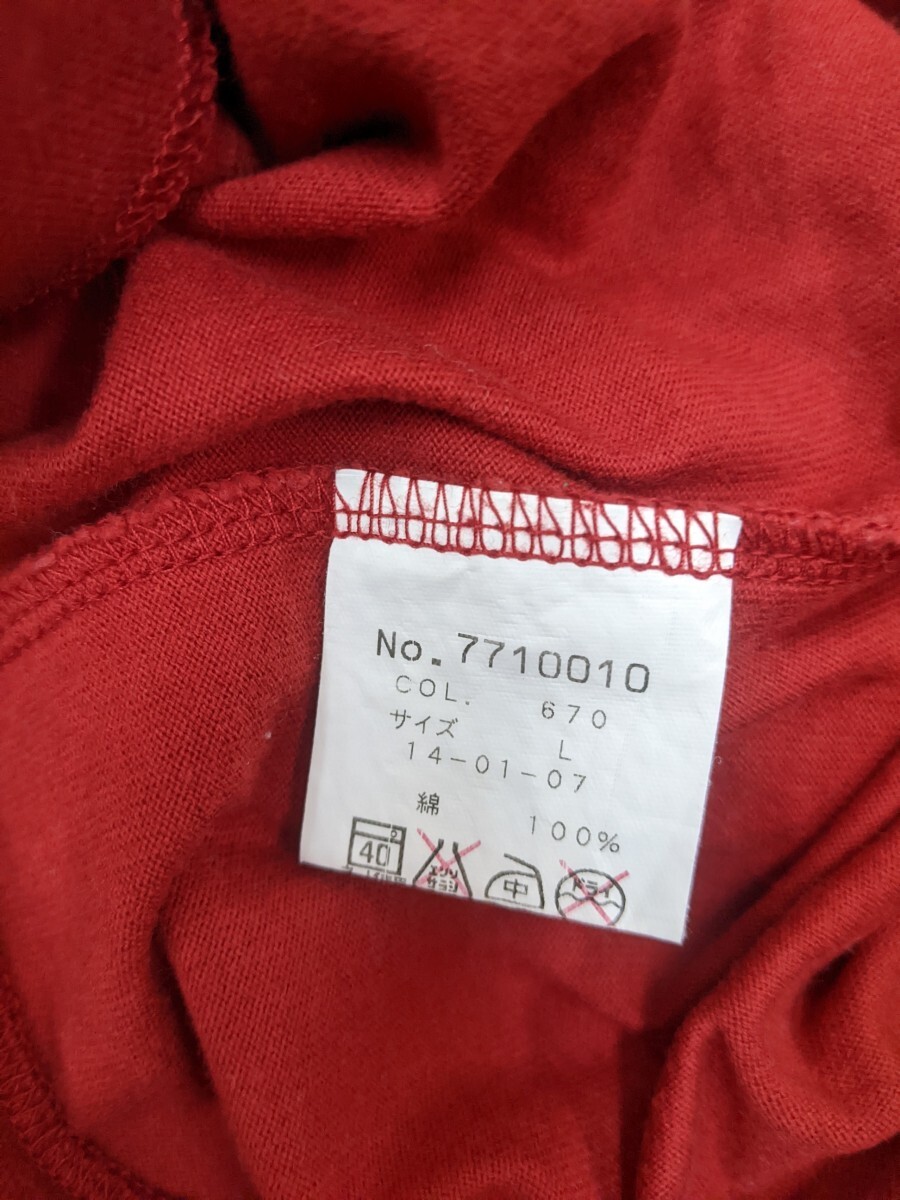 No. 7710010
COL. 670
サイズ L
14-01-07
綿 100%
40 エンソ サラシ 中 ドライ